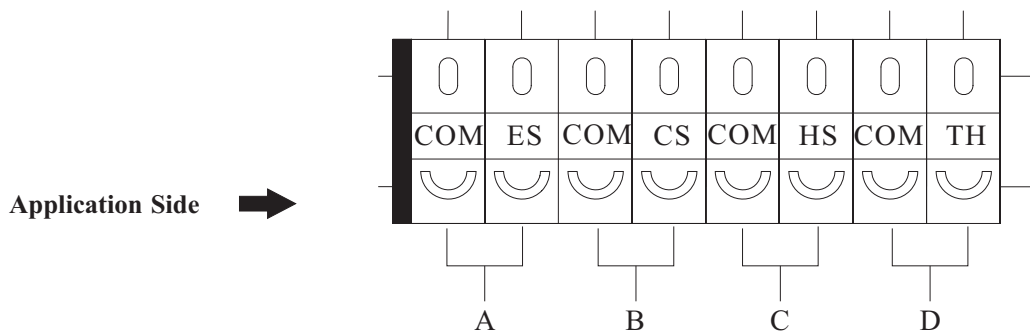 COM ES COM CS COM HS COM TH
Application Side
A B C D